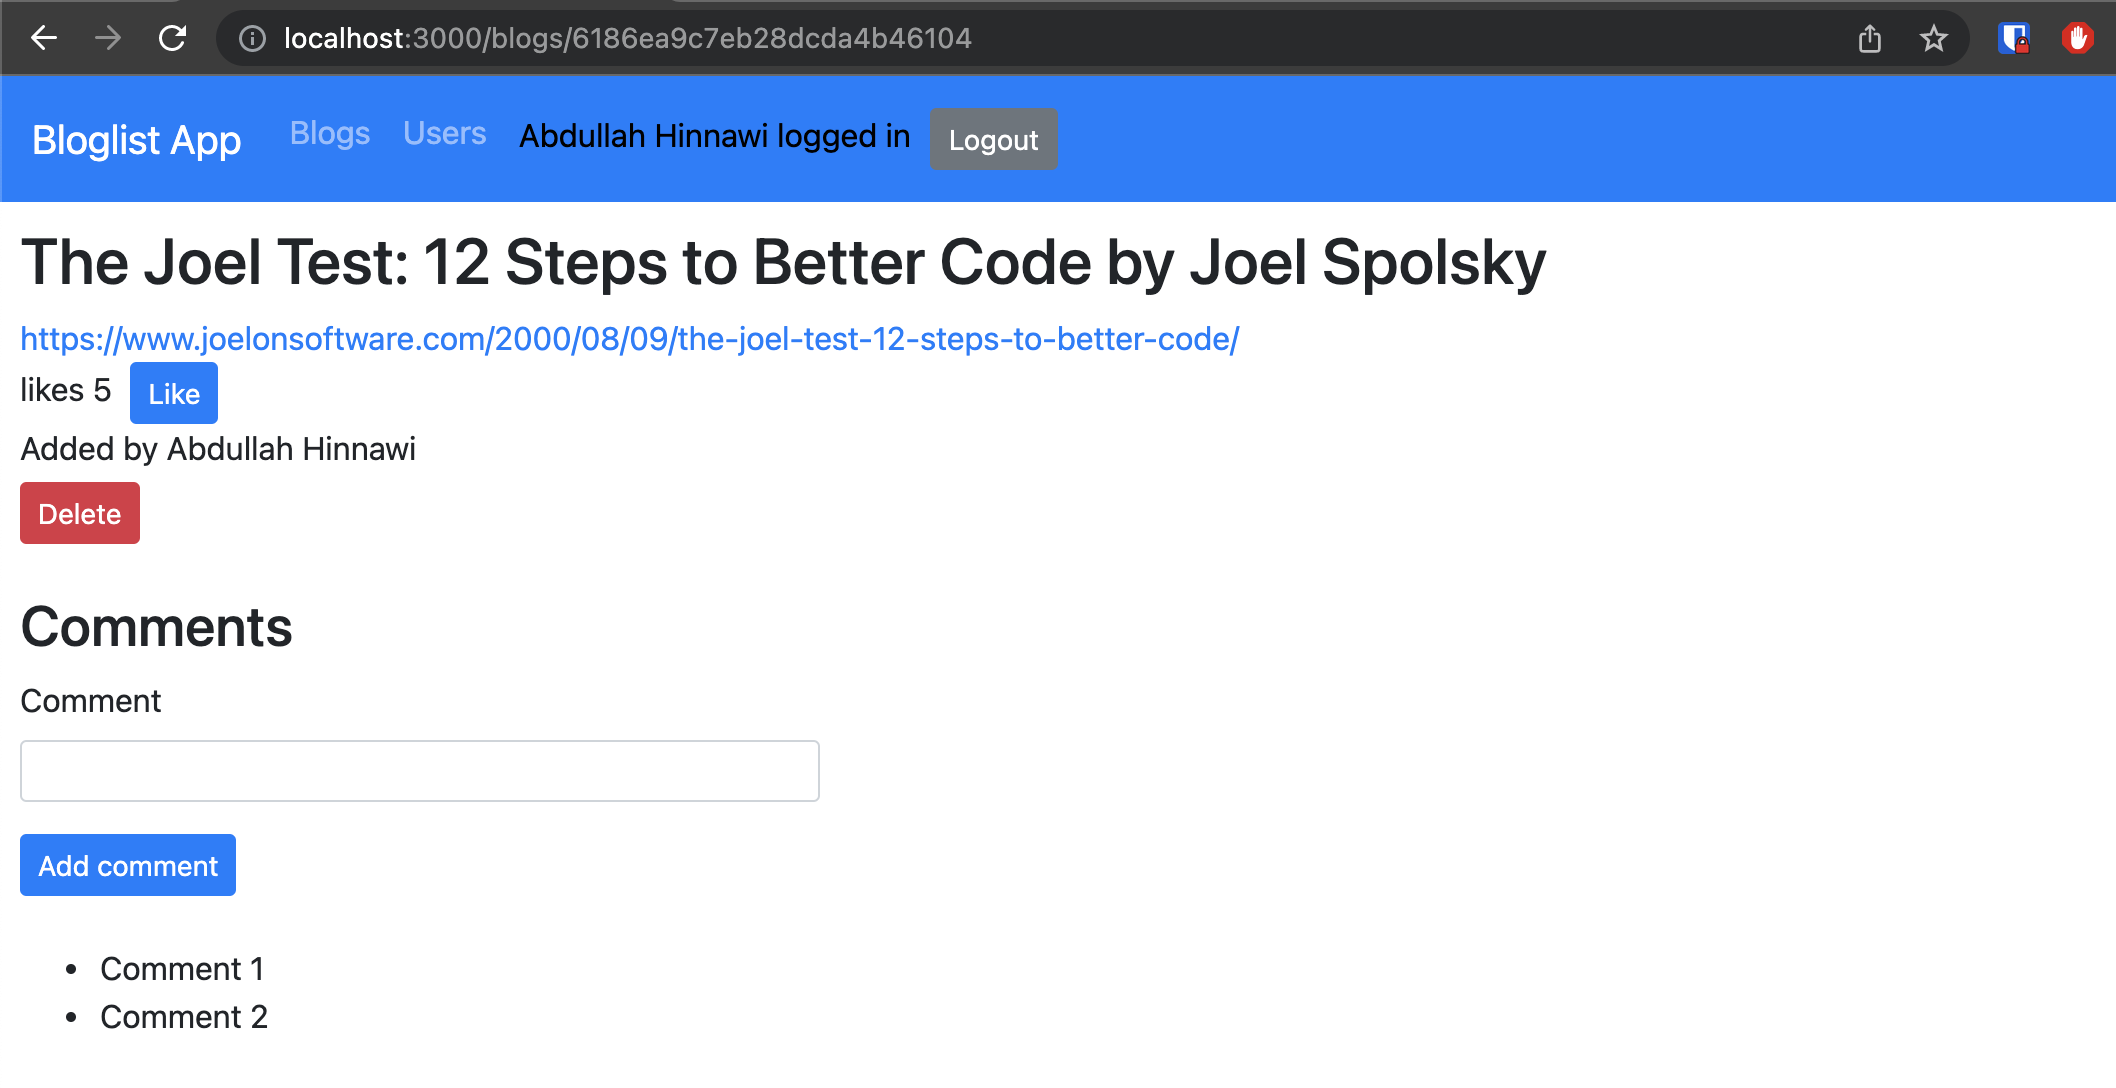 localhost:3000/blogs/6186ea9c7eb28dcda4b46104
Bloglist App Blogs Users Abdullah Hinnawi logged in Logout
The Joel Test: 12 Steps to Better Code by Joel Spolsky
https://www.joelonsoftware.com/2000/08/09/the-joel-test-12-steps-to-better-code/
likes 5 Like
Added by Abdullah Hinnawi
Delete
Comments
Comment
Add comment
• Comment 1
• Comment 2